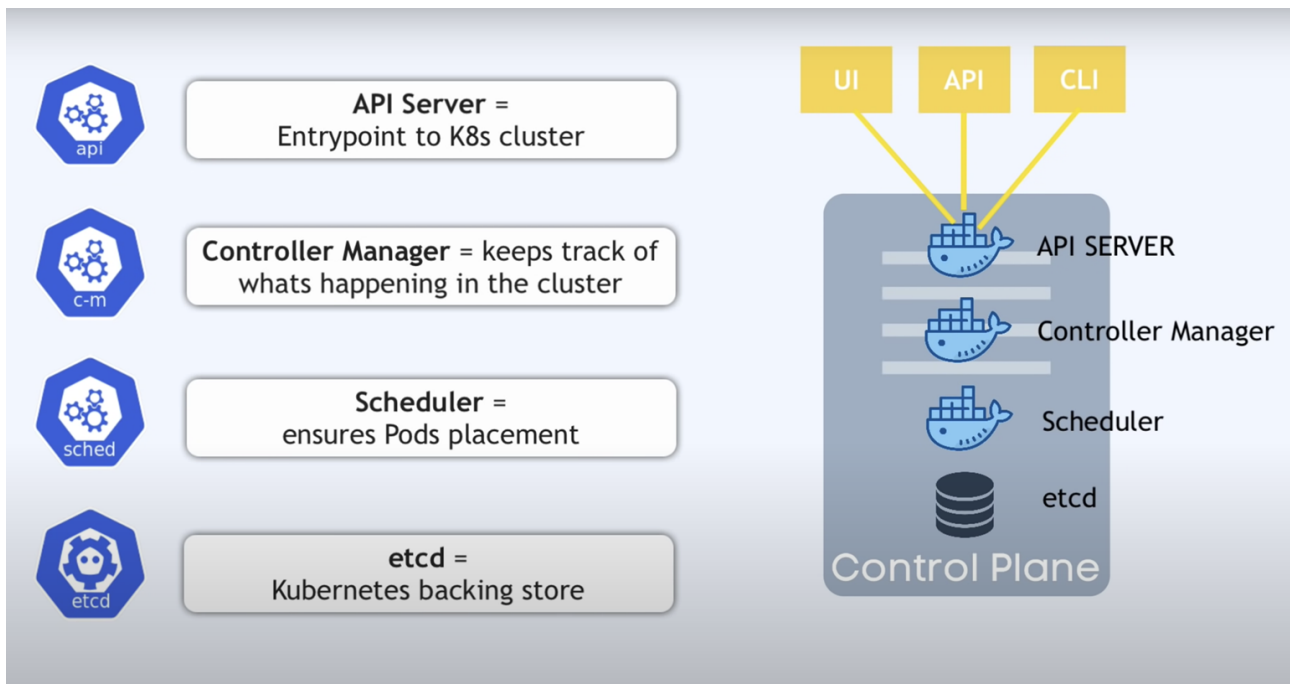 api
API Server =
Entrypoint to K8s cluster
c-m
Controller Manager = keeps track of
whats happening in the cluster
sched
Scheduler =
ensures Pods placement
etcd
etcd =
Kubernetes backing store
UI
API
CLI
API SERVER
Controller Manager
Scheduler
etcd
Control Plane